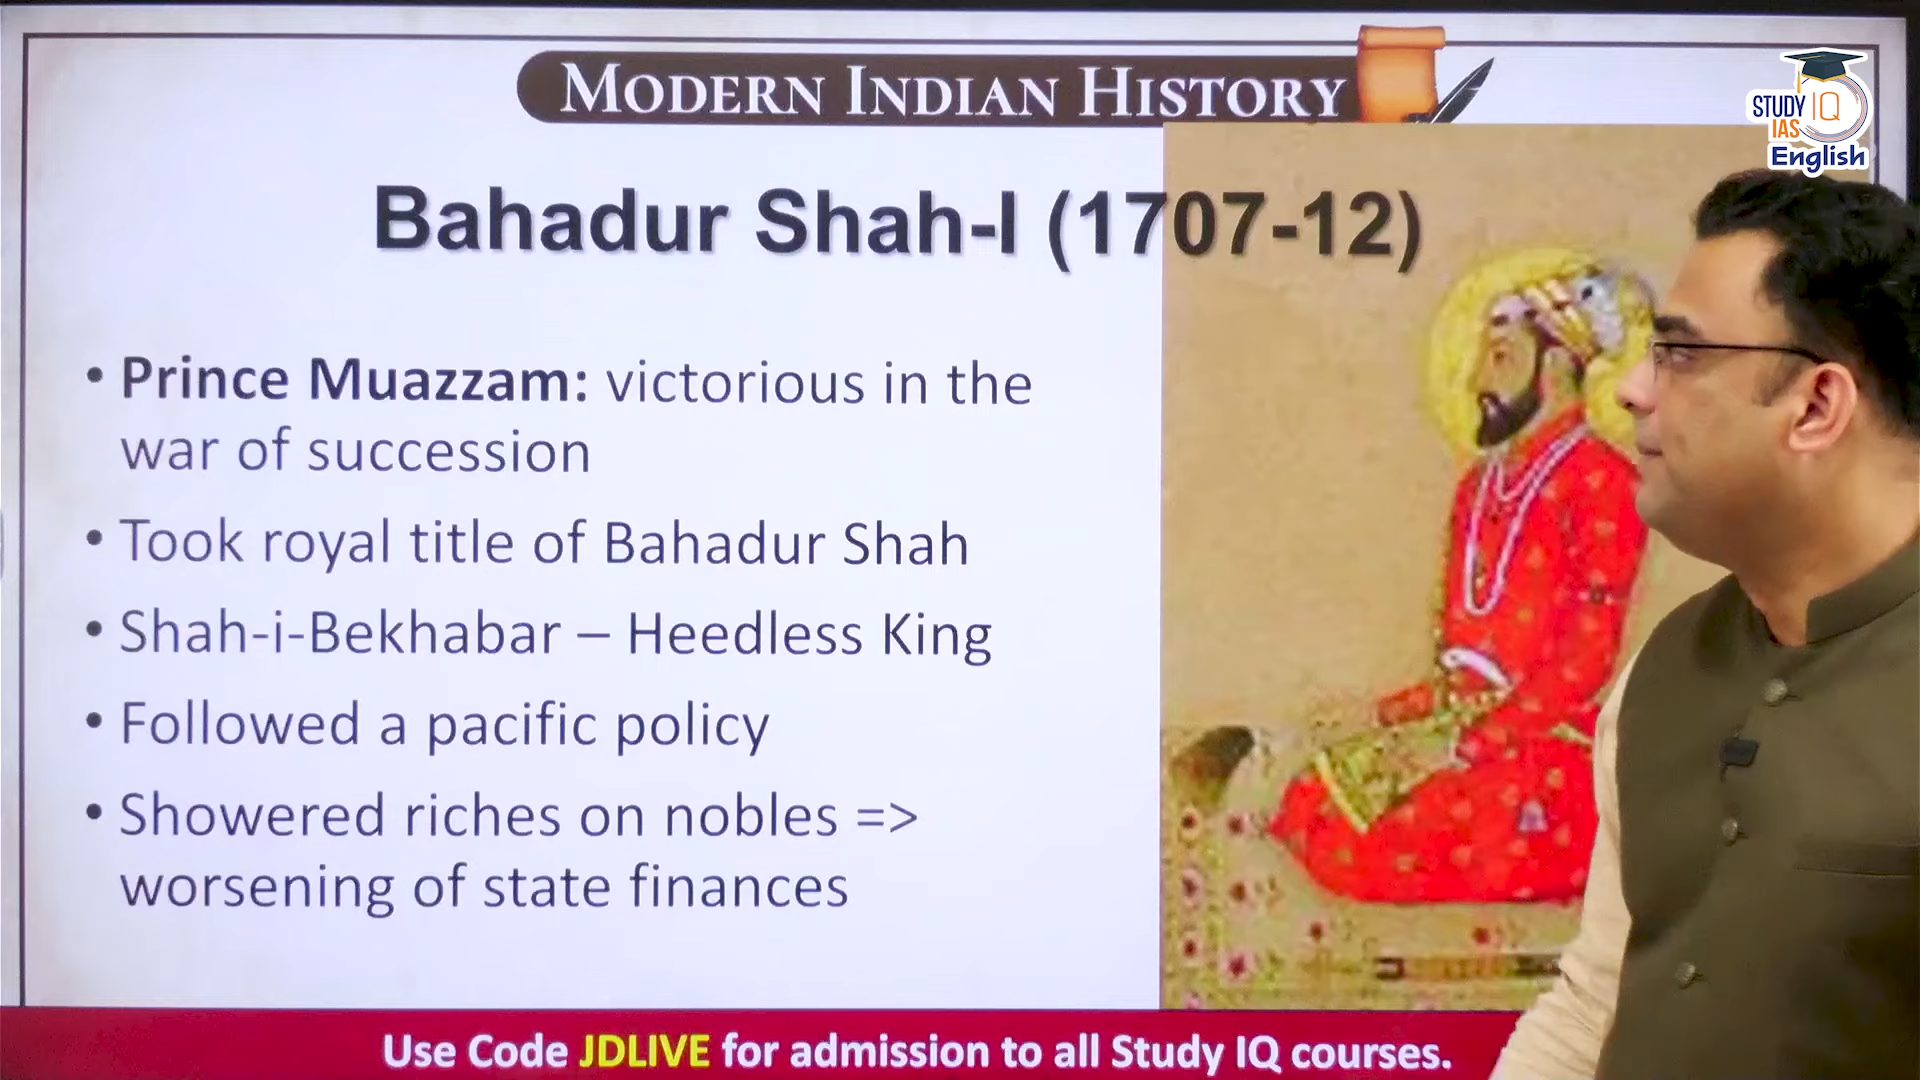 MODERN INDIAN HISTORY
STUDY IQ
IAS
English
Bahadur Shah-I (1707-12)
• Prince Muazzam: victorious in the
war of succession
• Took royal title of Bahadur Shah
• Shah-i-Bekhabar – Heedless King
• Followed a pacific policy
• Showered riches on nobles =>
worsening of state finances
Use Code JDLIVE for admission to all Study IQ courses.